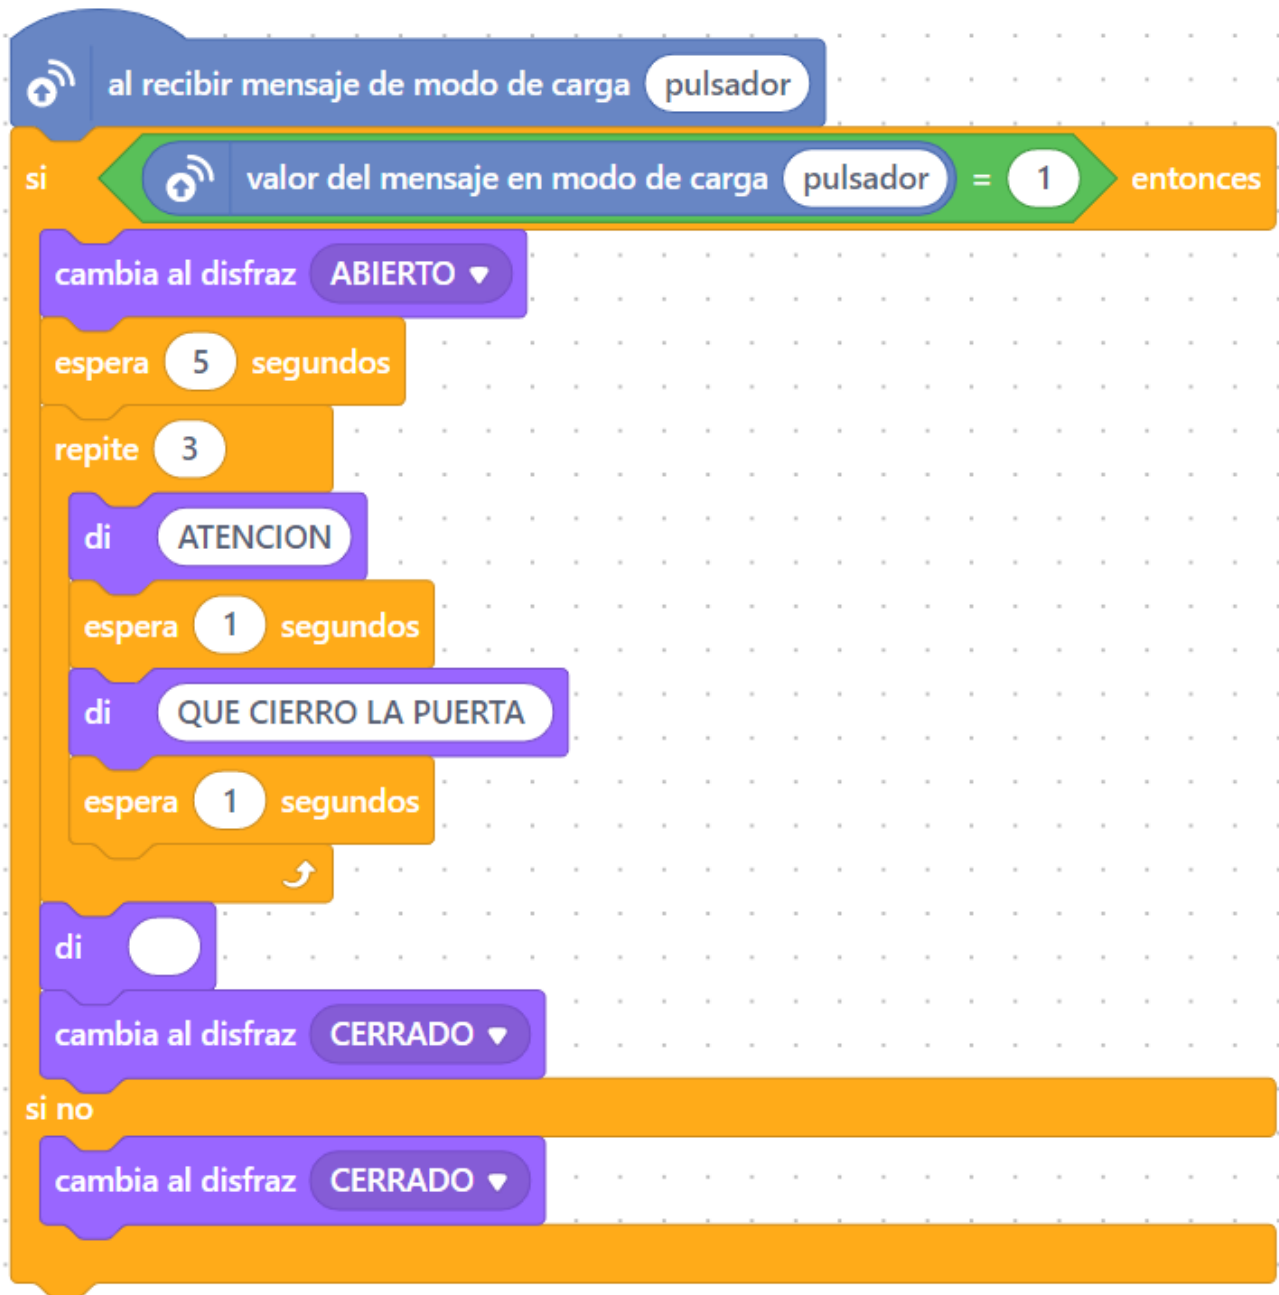 al recibir mensaje de modo de carga pulsador
si valor del mensaje en modo de carga pulsador = 1 entonces
cambia al disfraz ABIERTO
espera 5 segundos
repite 3
di ATENCION
espera 1 segundos
di QUE CIERRO LA PUERTA
espera 1 segundos
di
cambia al disfraz CERRADO
si no
cambia al disfraz CERRADO